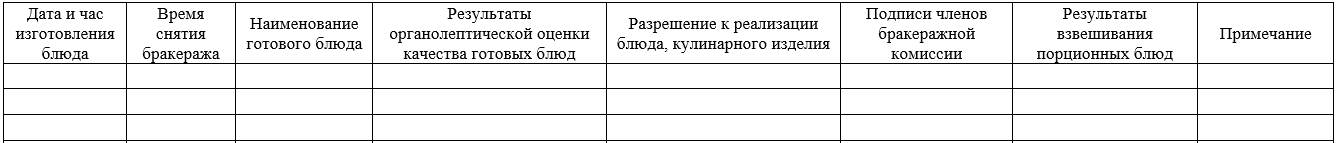 Дата и час
изготовления
блюда
Время
снятия
бракеража
Наименование
готового блюда
Результаты
органолептической оценки
качества готовых блюд
Разрешение к реализации
блюда, кулинарного изделия
Подписи членов
бракеражной
комиссии
Результаты
взвешивания
порционных блюд
Примечание